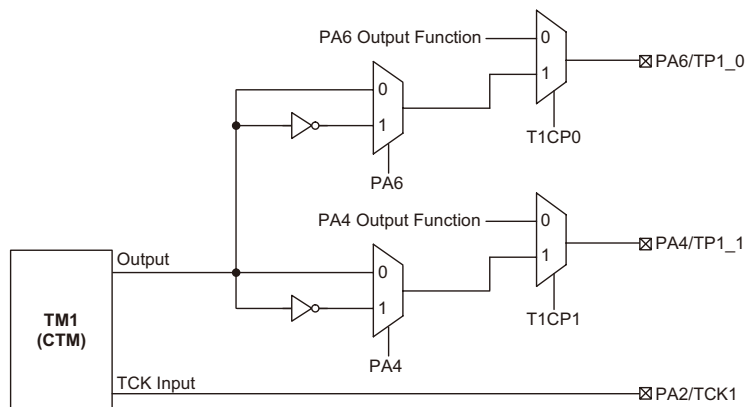 PA6 Output Function
0
1
PA6/TP1_0
0
1
T1CP0
PA6
PA4 Output Function
0
1
PA4/TP1_1
Output
0
1
T1CP1
TM1
(CTM)
PA4
TCK Input
PA2/TCK1